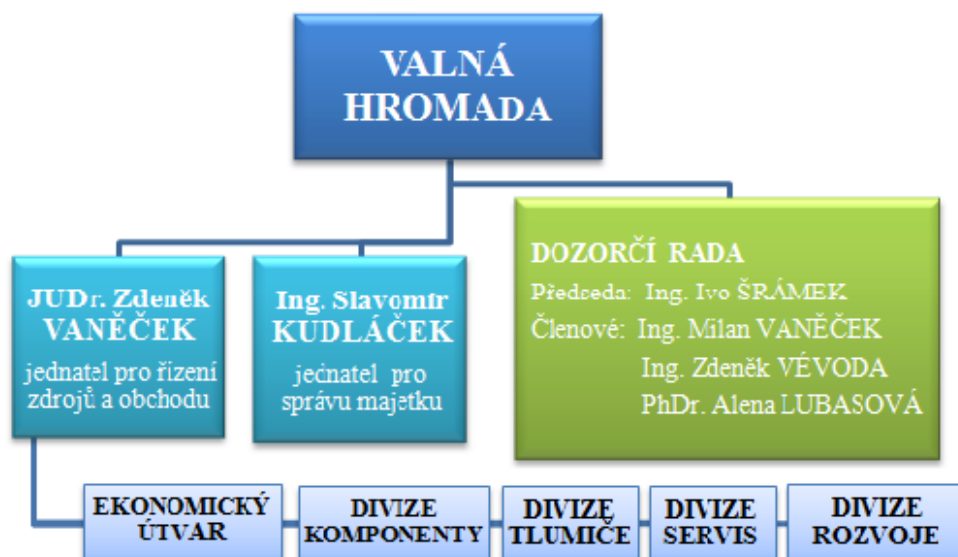 VALNÁ
HROMADA
JUDr. Zdeněk
VANĚČEK
jednatel pro řízení
zdrojů a obchodu
Ing. Slavomír
KUDLÁČEK
jednatel pro
správu majetku
DOZORČÍ RADA
Předseda: Ing. Ivo ŠRÁMEK
Členové: Ing. Milan VANĚČEK
Ing. Zdeněk VÉVODA
PhDr. Alena LUBASOVÁ
EKONOMICKÝ
ÚTVAR
DIVIZE
KOMPONENTY
DIVIZE
TLUMIČE
DIVIZE
SERVIS
DIVIZE
ROZVOJE